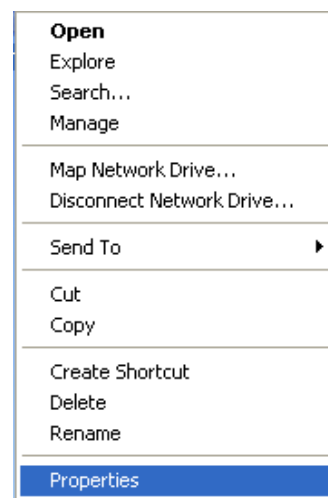 Open
Explore
Search...
Manage
Map Network Drive...
Disconnect Network Drive...
Send To
Cut
Copy
Create Shortcut
Delete
Rename
Properties